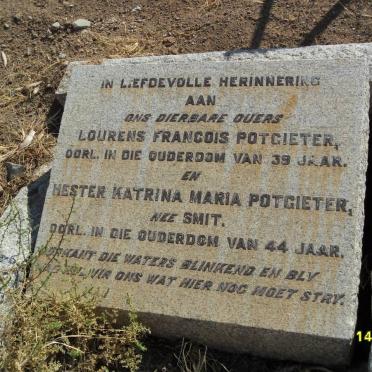 IN LIEFDEVOLLE HERINNERING
AAN
ONS DIERBARE OUERS
LOURENS FRANCOIS POTGIETER,
OORL. IN DIE OUDERDOM VAN 39 JAAR.
EN
HESTER KATRINA MARIA POTGIETER,
NEE SMIT.
OORL. IN DIE OUDERDOM VAN 44 JAAR.
DIE WATERS BLINKEND EN BLY
VIR ONS WAT HIER NOG MOET STRY.
14